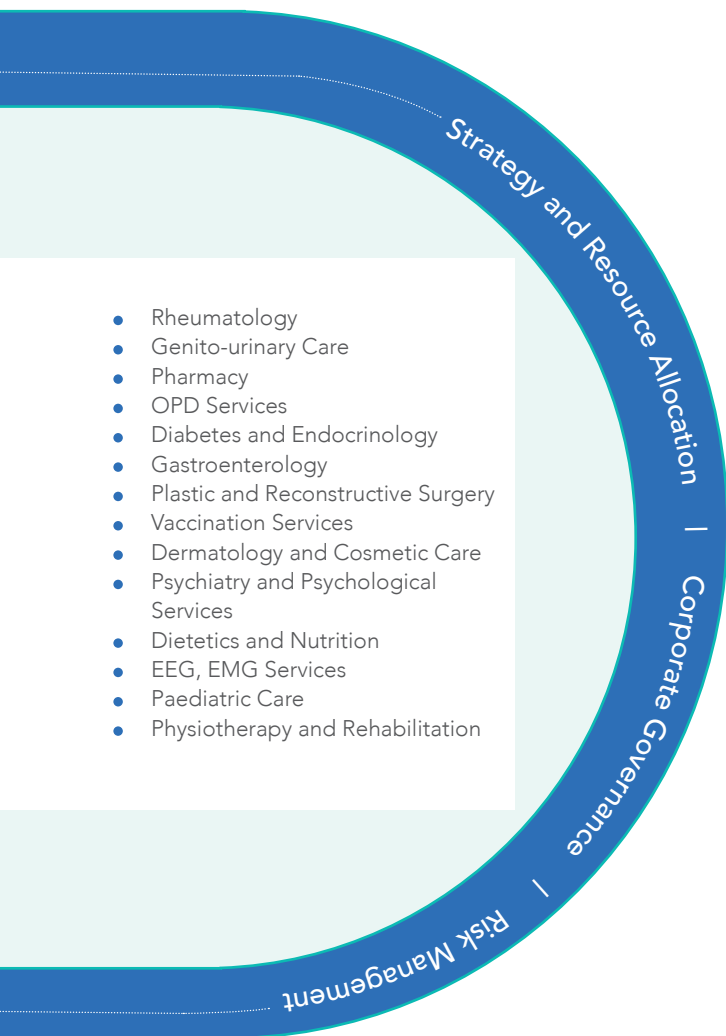 Strategy and Resource Allocation | Corporate Governance | Risk Management
• Rheumatology
• Genito-urinary Care
• Pharmacy
• OPD Services
• Diabetes and Endocrinology
• Gastroenterology
• Plastic and Reconstructive Surgery
• Vaccination Services
• Dermatology and Cosmetic Care
• Psychiatry and Psychological
Services
• Dietetics and Nutrition
• EEG, EMG Services
• Paediatric Care
• Physiotherapy and Rehabilitation